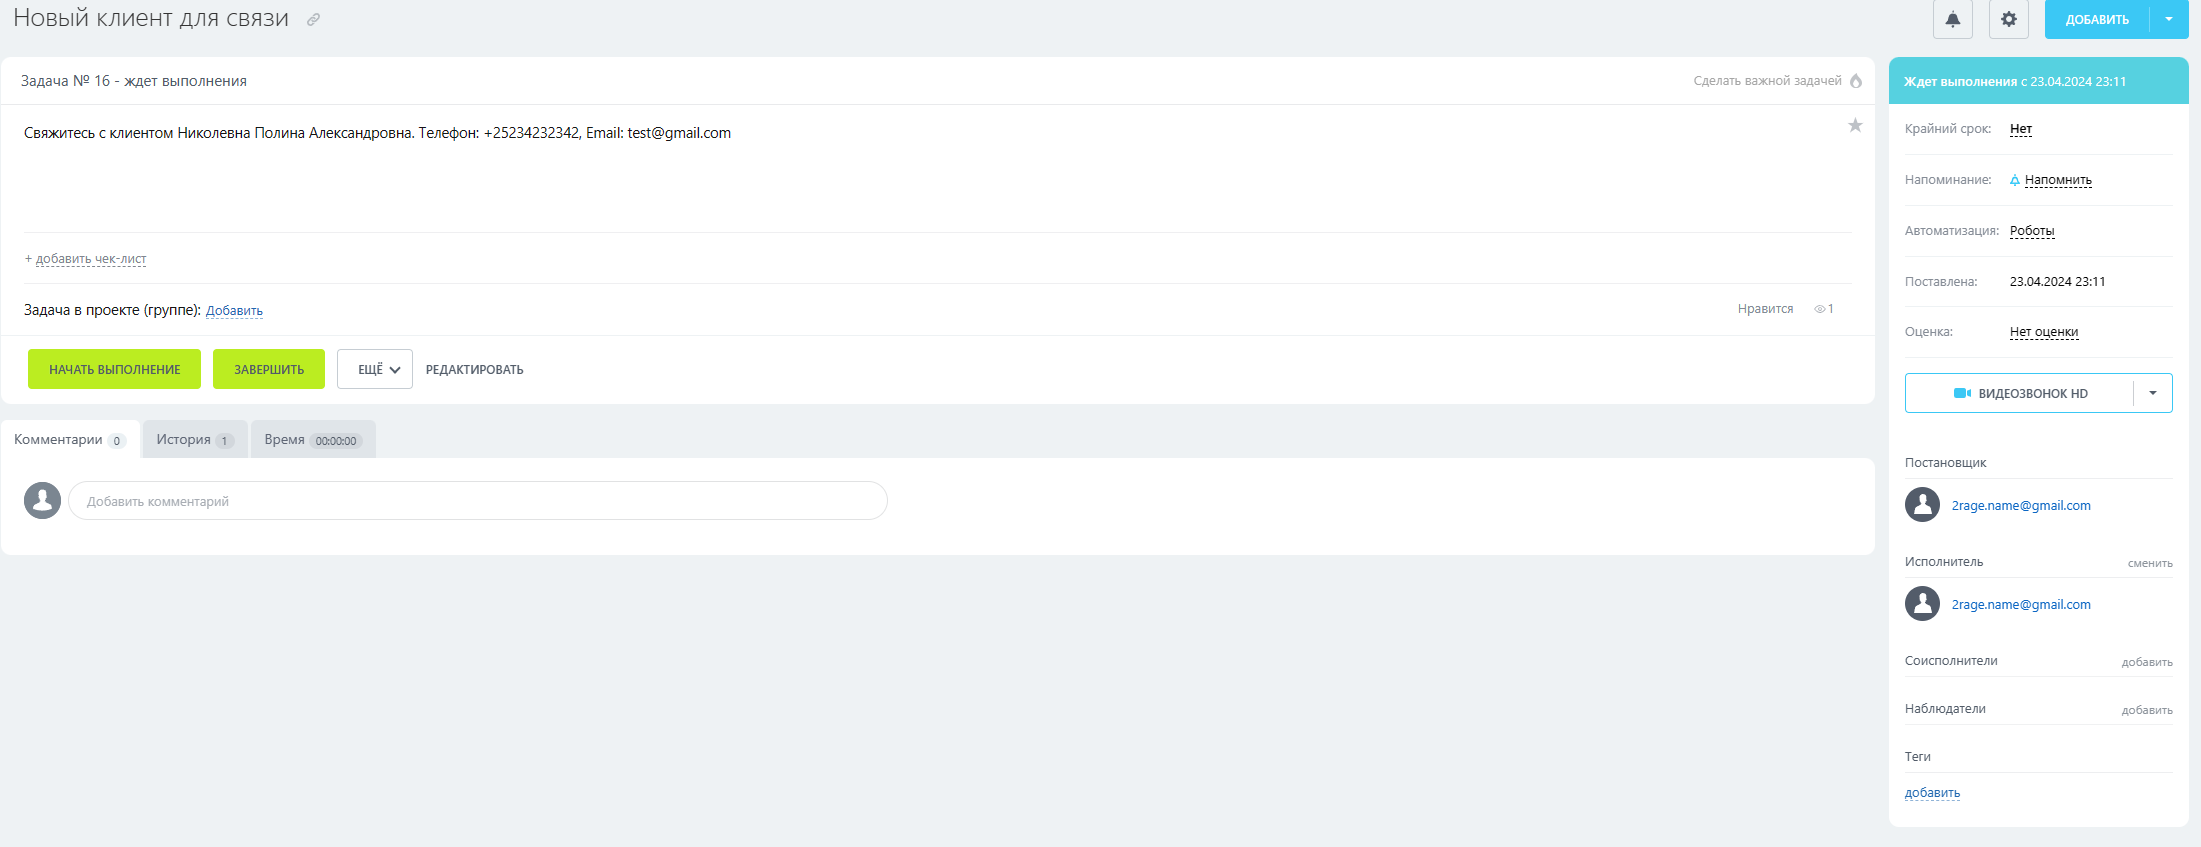 Новый клиент для связи
ДОБАВИТЬ
Задача № 16 - ждет выполнения
Сделать важной задачей
Свяжитесь с клиентом Николевна Полина Александровна. Телефон: +25234232342, Email: test@gmail.com
+ добавить чек-лист
Задача в проекте (группе): Добавить
Нравится 1
НАЧАТЬ ВЫПОЛНЕНИЕ ЗАВЕРШИТЬ ЕЩЁ РЕДАКТИРОВАТЬ
Комментарии 0 История 1 Время 00:00:00
Добавить комментарий
Ждет выполнения с 23.04.2024 23:11
Крайний срок: Нет
Напоминание: Напомнить
Автоматизация: Роботы
Поставлена: 23.04.2024 23:11
Оценка: Нет оценки
ВИДЕОЗВОНОК HD
Постановщик
2rage.name@gmail.com
Исполнитель сменить
2rage.name@gmail.com
Соисполнители добавить
Наблюдатели добавить
Теги
добавить